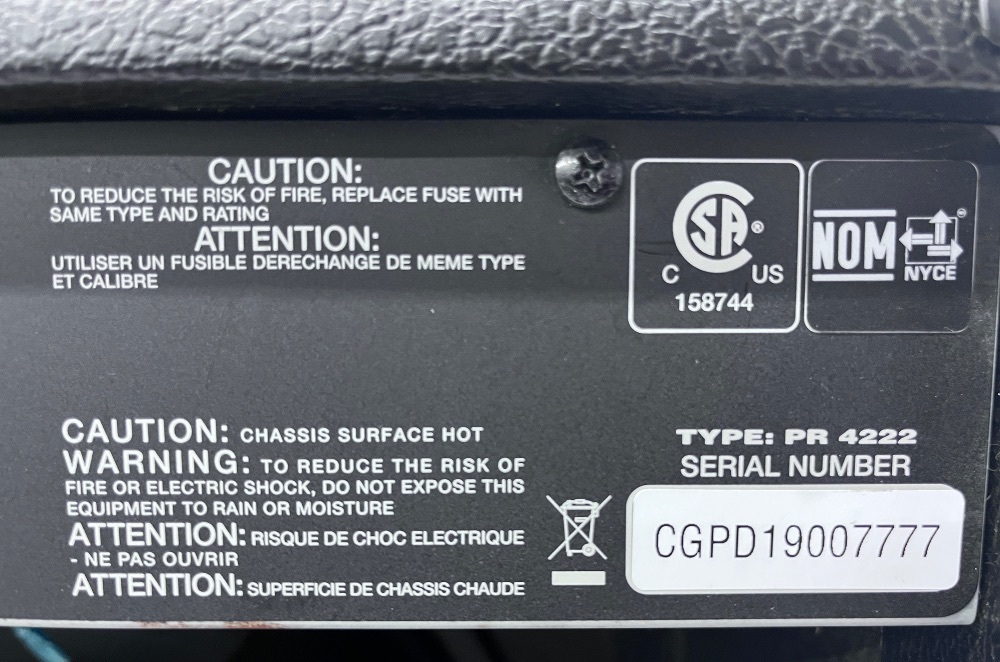 CAUTION:
TO REDUCE THE RISK OF FIRE, REPLACE FUSE WITH
SAME TYPE AND RATING
ATTENTION:
UTILISER UN FUSIBLE DERECHANGE DE MEME TYPE
ET CALIBRE
CSA®
C US
158744
NOM
NYCE
CAUTION: CHASSIS SURFACE HOT
WARNING: TO REDUCE THE RISK OF
FIRE OR ELECTRIC SHOCK, DO NOT EXPOSE THIS
EQUIPMENT TO RAIN OR MOISTURE
ATTENTION: RISQUE DE CHOC ELECTRIQUE
- NE PAS OUVRIR
ATTENTION: SUPERFICIE DE CHASSIS CHAUDE
TYPE: PR 4222
SERIAL NUMBER
CGPD19007777